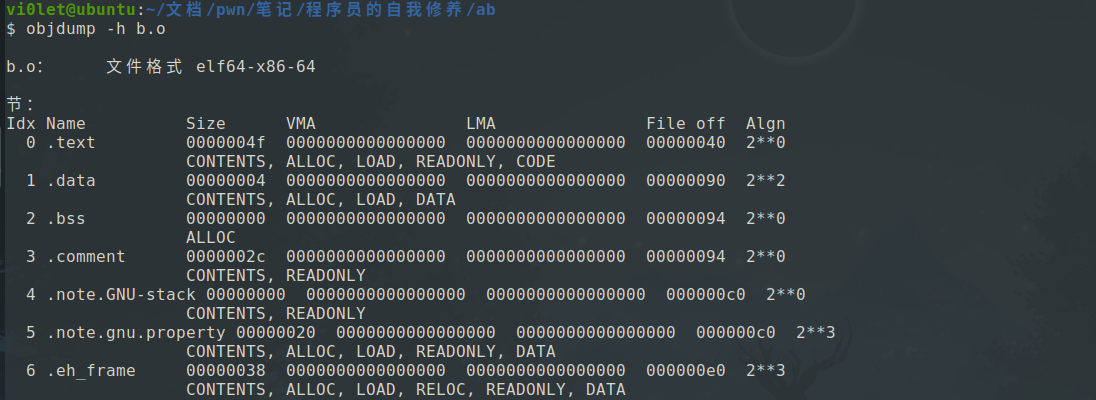 vi0let@ubuntu:~/文档/pwn/笔记/程序员的自我修养/ab
$ objdump -h b.o
b.o：     文件格式 elf64-x86-64
节：
Idx Name          Size      VMA               LMA               File off  Algn
  0 .text         0000004f  0000000000000000  0000000000000000  00000040  2**0
                  CONTENTS, ALLOC, LOAD, READONLY, CODE
  1 .data         00000004  0000000000000000  0000000000000000  00000090  2**2
                  CONTENTS, ALLOC, LOAD, DATA
  2 .bss          00000000  0000000000000000  0000000000000000  00000094  2**0
                  ALLOC
  3 .comment      0000002c  0000000000000000  0000000000000000  00000094  2**0
                  CONTENTS, READONLY
  4 .note.GNU-stack 00000000  0000000000000000  0000000000000000  000000c0  2**0
                  CONTENTS, READONLY
  5 .note.gnu.property 00000020  0000000000000000  0000000000000000  000000c0  2**3
                  CONTENTS, ALLOC, LOAD, READONLY, DATA
  6 .eh_frame     00000038  0000000000000000  0000000000000000  000000e0  2**3
                  CONTENTS, ALLOC, LOAD, RELOC, READONLY, DATA